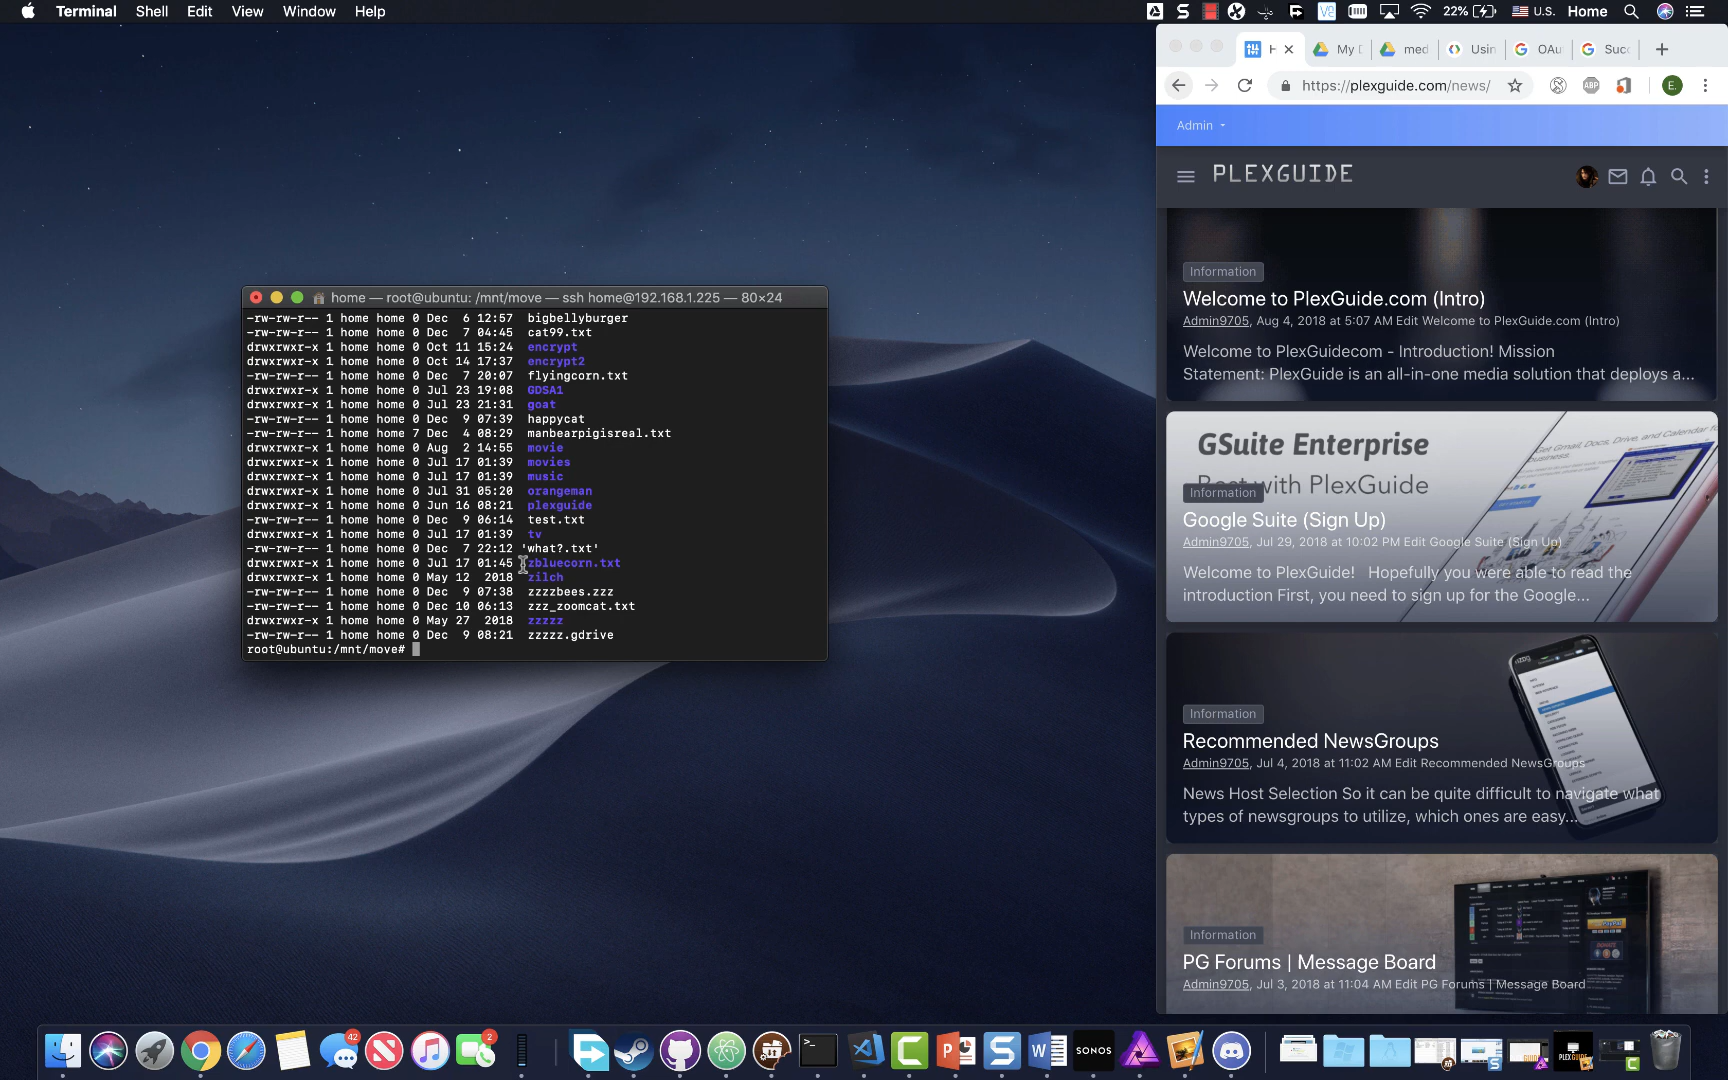 Terminal Shell Edit View Window Help
22% U.S. Home
home — root@ubuntu: /mnt/move — ssh home@192.168.1.225 — 80×24
-rw-rw-r-- 1 home home 0 Dec  6 12:57  bigbellyburger
-rw-rw-r-- 1 home home 0 Dec  7 04:45  cat99.txt
drwxrwxr-x 1 home home 0 Oct 11 15:24  encrypt
drwxrwxr-x 1 home home 0 Oct 14 17:37  encrypt2
-rw-rw-r-- 1 home home 0 Dec  7 20:07  flyingcorn.txt
drwxrwxr-x 1 home home 0 Jul 23 19:08  GDSA1
drwxrwxr-x 1 home home 0 Jul 23 21:31  goat
-rw-rw-r-- 1 home home 0 Dec  9 07:39  happycat
-rw-rw-r-- 1 home home 7 Dec  4 08:29  manbearpigisreal.txt
drwxrwxr-x 1 home home 0 Aug  2 14:55  movie
drwxrwxr-x 1 home home 0 Jul 17 01:39  movies
drwxrwxr-x 1 home home 0 Jul 17 01:39  music
drwxrwxr-x 1 home home 0 Jul 31 05:20  orangeman
drwxrwxr-x 1 home home 0 Jun 16 08:21  plexguide
-rw-rw-r-- 1 home home 0 Dec  9 06:14  test.txt
drwxrwxr-x 1 home home 0 Jul 17 01:39  tv
-rw-rw-r-- 1 home home 0 Dec  7 22:12 'what?.txt'
drwxrwxr-x 1 home home 0 Jul 17 01:45  zbluecorn.txt
drwxrwxr-x 1 home home 0 May 12  2018  zilch
-rw-rw-r-- 1 home home 0 Dec  9 07:38  zzzzbees.zzz
-rw-rw-r-- 1 home home 0 Dec 10 06:13  zzz_zoomcat.txt
drwxrwxr-x 1 home home 0 May 27  2018  zzzzz
-rw-rw-r-- 1 home home 0 Dec  9 08:21  zzzzz.gdrive
root@ubuntu:/mnt/move#
H My D med Usin OAu Succ
https://plexguide.com/news/ ABP E.
Admin
PLEXGUIDE
Information
Welcome to PlexGuide.com (Intro)
Admin9705, Aug 4, 2018 at 5:07 AM Edit Welcome to PlexGuide.com (Intro)
Welcome to PlexGuidecom - Introduction! Mission
Statement: PlexGuide is an all-in-one media solution that deploys a...
GSuite Enterprise
Best with PlexGuide
Information
Google Suite (Sign Up)
Admin9705, Jul 29, 2018 at 10:02 PM Edit Google Suite (Sign Up)
Welcome to PlexGuide! Hopefully you were able to read the
introduction First, you need to sign up for the Google...
Information
Recommended NewsGroups
Admin9705, Jul 4, 2018 at 11:02 AM Edit Recommended NewsGroups
News Host Selection So it can be quite difficult to navigate what
types of newsgroups to utilize, which ones are easy...
Information
PG Forums | Message Board
Admin9705, Jul 3, 2018 at 11:04 AM Edit PG Forums | Message Board
42
2
SONOS